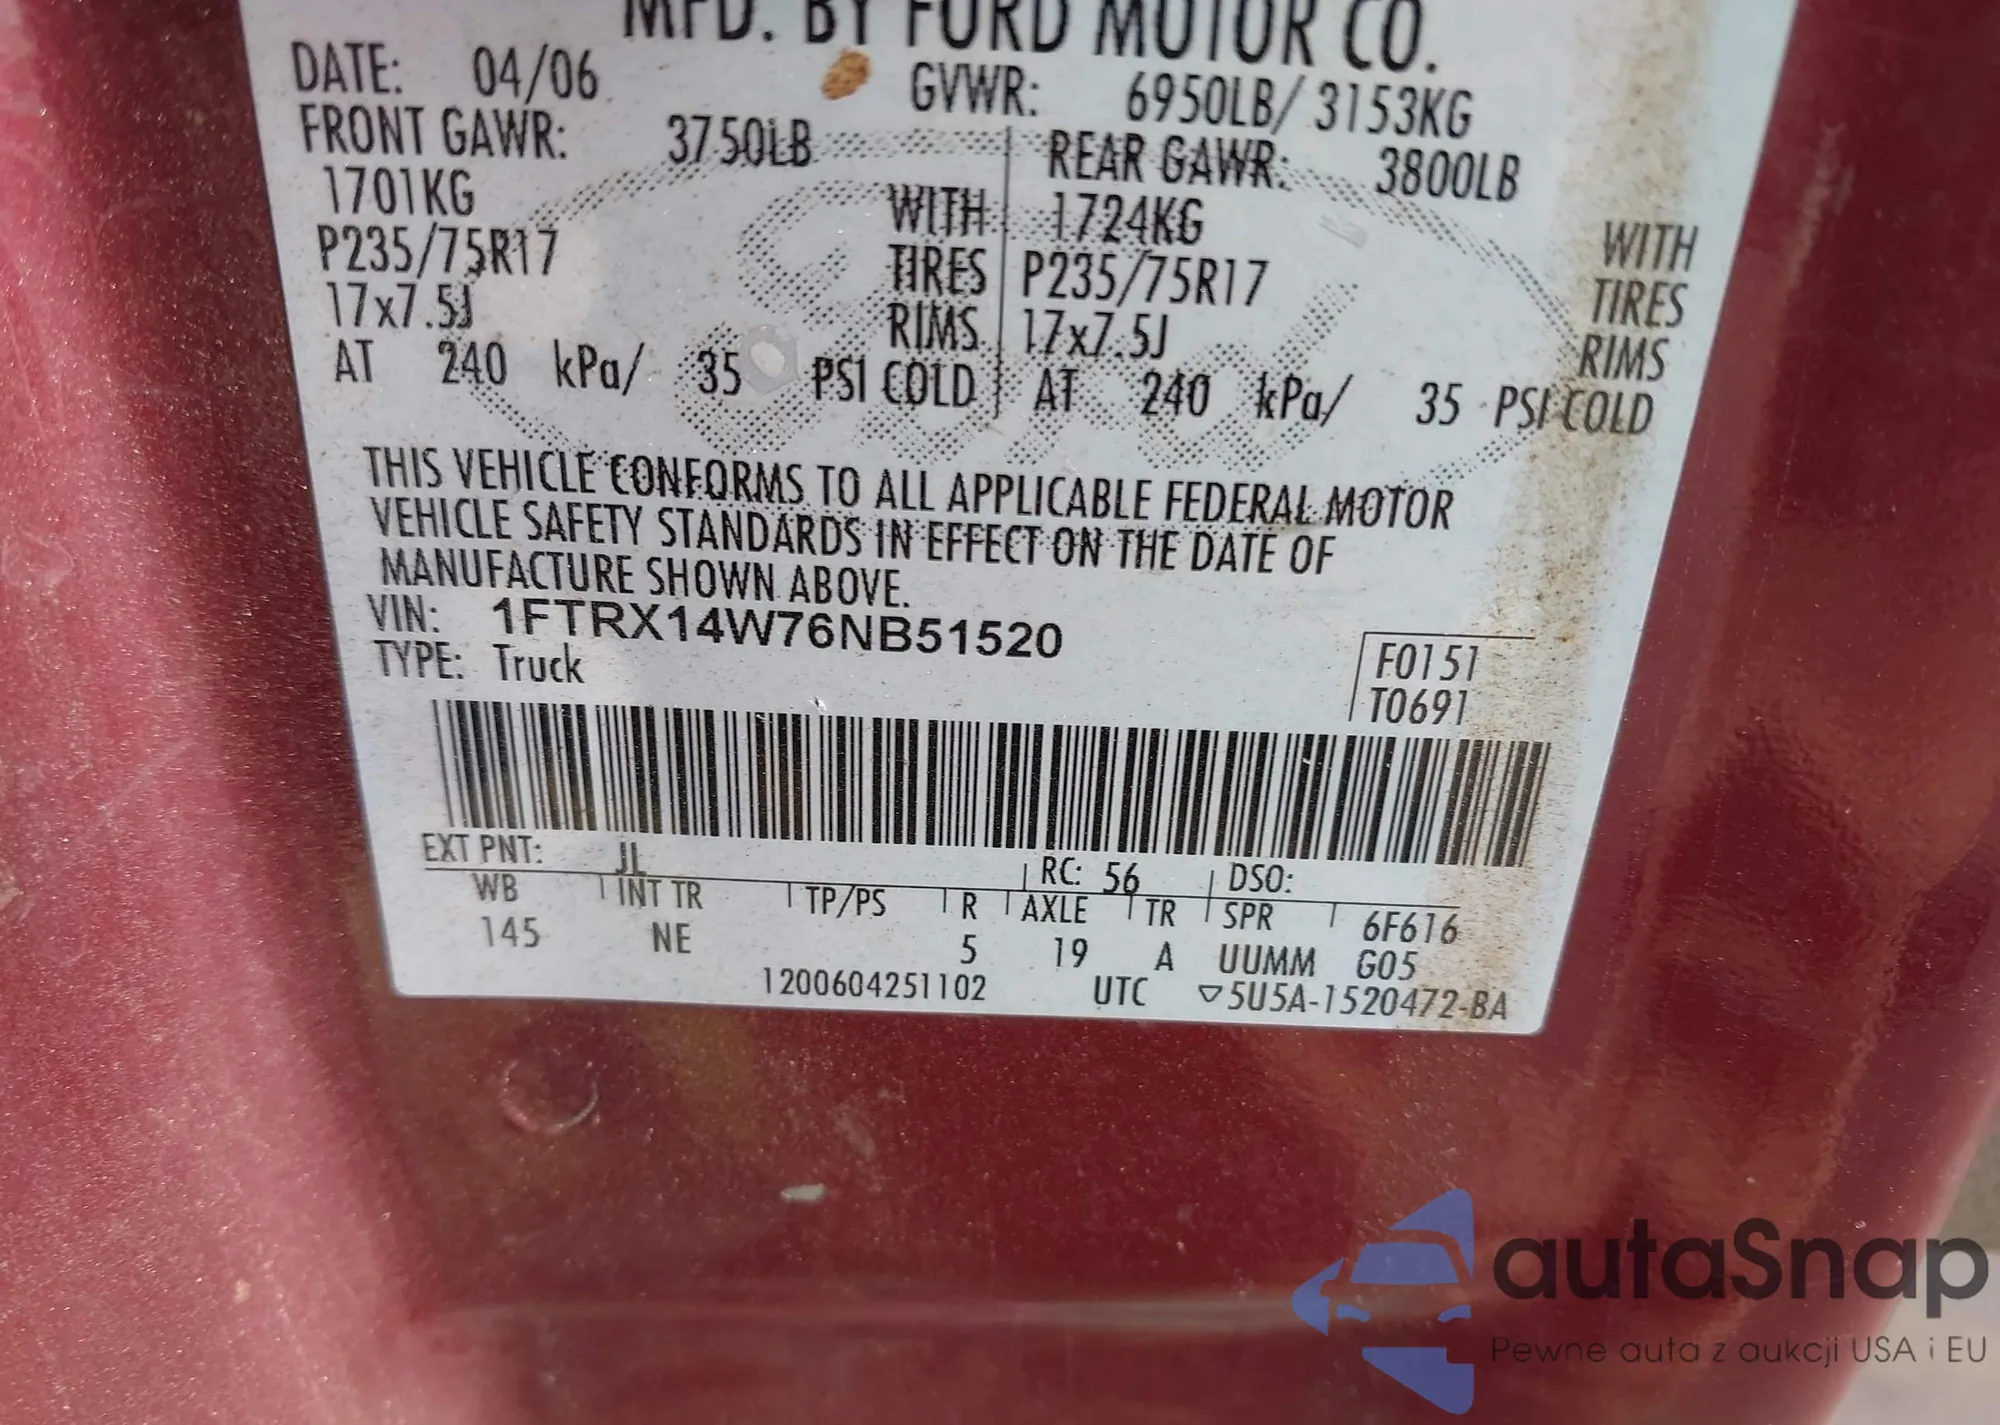 MFD. BY FORD MOTOR CO.
DATE: 04/06 GVWR: 6950LB/ 3153KG
FRONT GAWR: 3750LB REAR GAWR: 3800LB
1701KG WITH 1724KG WITH
P235/75R17 TIRES P235/75R17 TIRES
17x7.5J RIMS 17x7.5J RIMS
AT 240 kPa/ 35 PSI COLD AT 240 kPa/ 35 PSI COLD
THIS VEHICLE CONFORMS TO ALL APPLICABLE FEDERAL MOTOR
VEHICLE SAFETY STANDARDS IN EFFECT ON THE DATE OF
MANUFACTURE SHOWN ABOVE.
VIN: 1FTRX14W76NB51520
TYPE: Truck
F0151
T0691
EXT PNT: JL RC: 56 DSO:
WB INT TR TP/PS R AXLE TR SPR 6F616
145 NE 5 19 A UUMM G05
1200604251102 UTC ▽5U5A-1520472-BA
autaSnap
Pewne auta z aukcji USA i EU